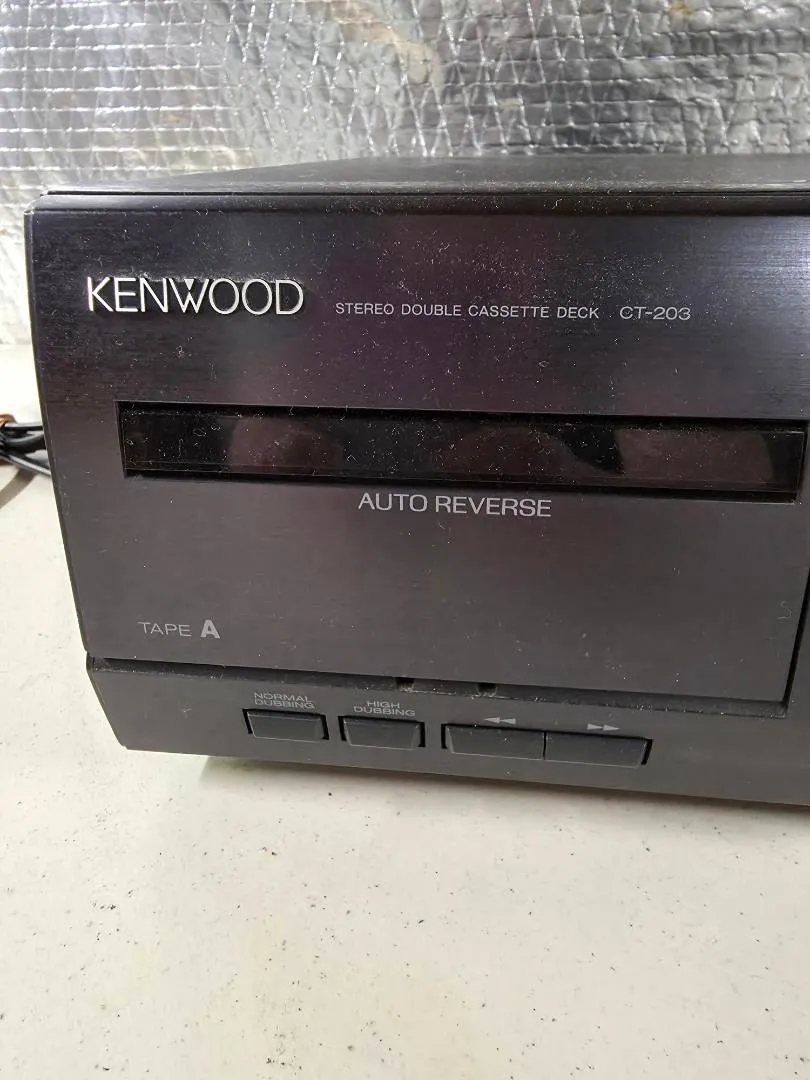 KENWOOD STEREO DOUBLE CASSETTE DECK CT-203
AUTO REVERSE
TAPE A
NORMAL DUBBING
HIGH DUBBING